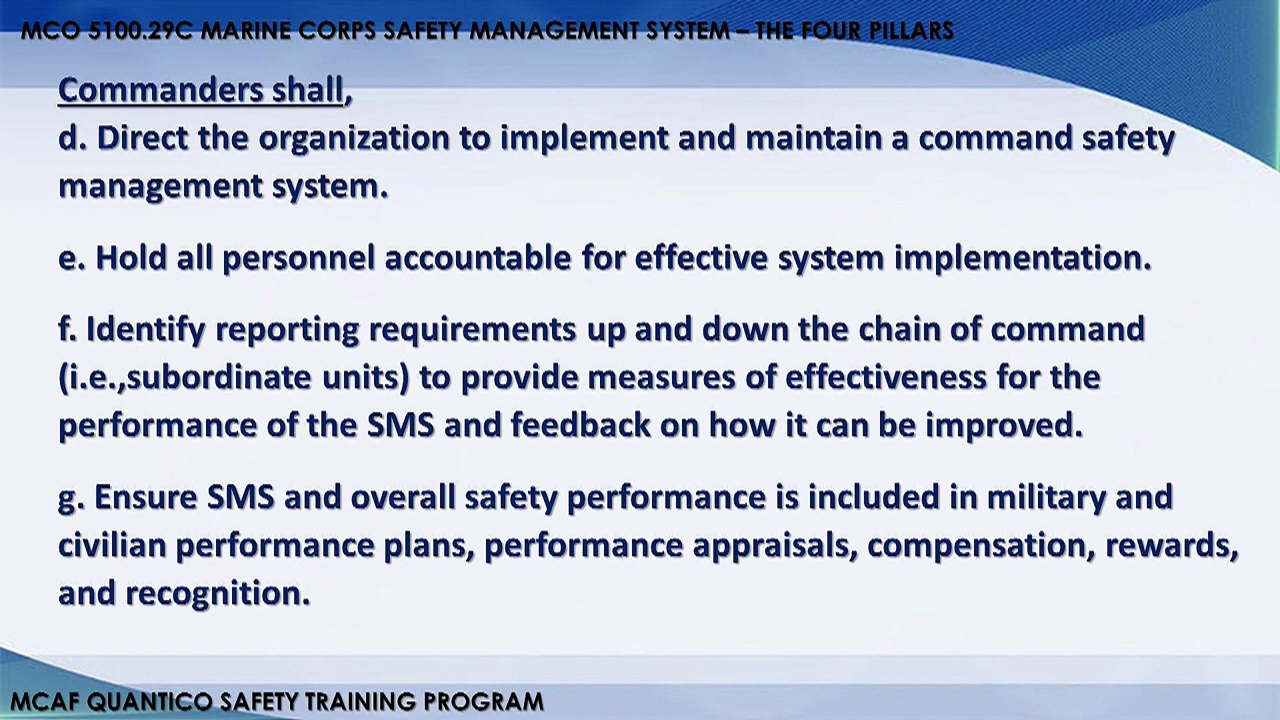 MCO 5100.29C MARINE CORPS SAFETY MANAGEMENT SYSTEM – THE FOUR PILLARS
Commanders shall,
d. Direct the organization to implement and maintain a command safety
management system.
e. Hold all personnel accountable for effective system implementation.
f. Identify reporting requirements up and down the chain of command
(i.e.,subordinate units) to provide measures of effectiveness for the
performance of the SMS and feedback on how it can be improved.
g. Ensure SMS and overall safety performance is included in military and
civilian performance plans, performance appraisals, compensation, rewards,
and recognition.
MCAF QUANTICO SAFETY TRAINING PROGRAM